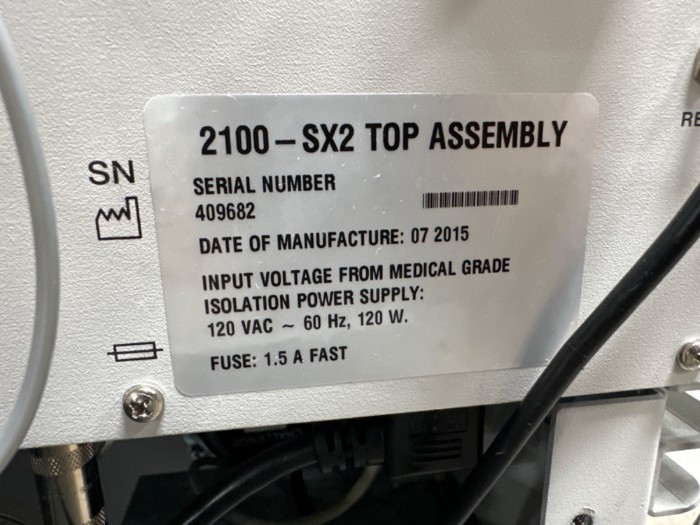 2100-SX2 TOP ASSEMBLY
SN
SERIAL NUMBER
409682
DATE OF MANUFACTURE: 07 2015
INPUT VOLTAGE FROM MEDICAL GRADE
ISOLATION POWER SUPPLY:
120 VAC ~ 60 Hz, 120 W.
FUSE: 1.5 A FAST